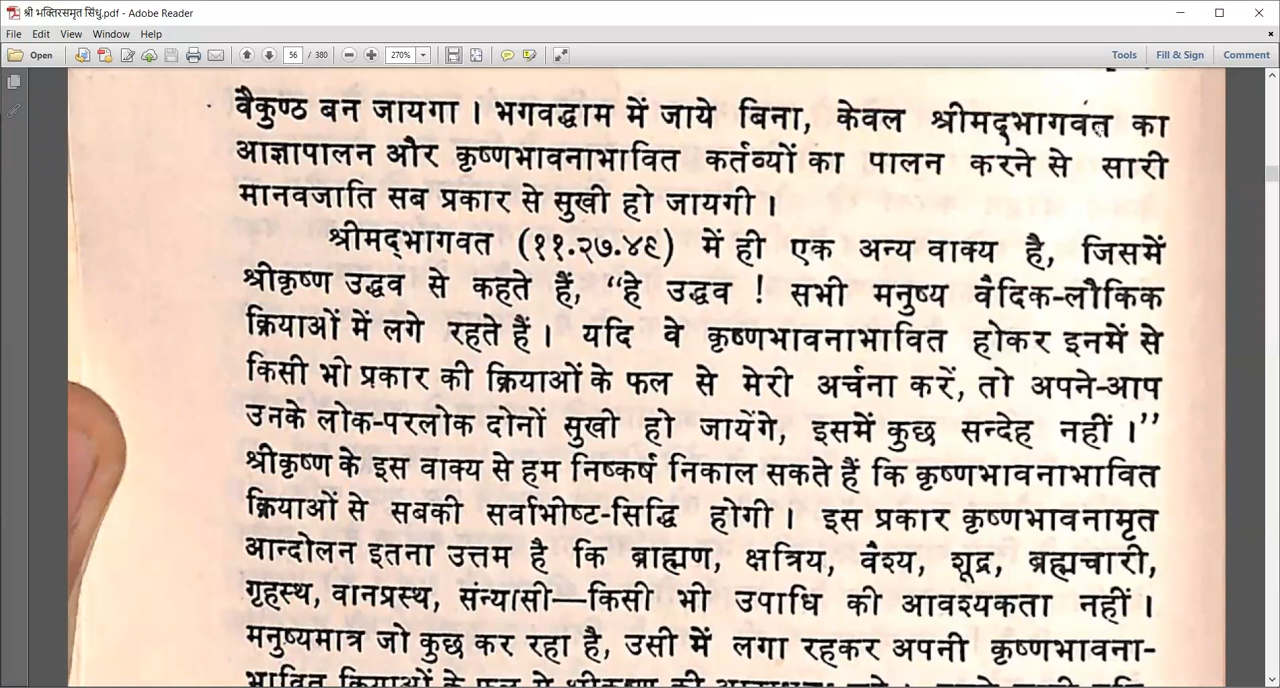 श्री भक्तिरसमृत सिंधु.pdf - Adobe Reader
File Edit View Window Help
Open 56 / 380 270% Tools Fill & Sign Comment
वैकुण्ठ बन जायगा । भगवद्धाम में जाये बिना, केवल श्रीमद्‌भागवत का
आज्ञापालन और कृष्णभावनाभावित कर्तव्यों का पालन करने से सारी
मानवजाति सब प्रकार से सुखी हो जायगी ।
श्रीमद्‌भागवत (११.२७.४९) में ही एक अन्य वाक्य है, जिसमें
श्रीकृष्ण उद्धव से कहते हैं, “हे उद्धव ! सभी मनुष्य वैदिक-लौकिक
क्रियाओं में लगे रहते हैं । यदि वे कृष्णभावनाभावित होकर इनमें से
किसी भी प्रकार की क्रियाओं के फल से मेरी अर्चना करें, तो अपने-आप
उनके लोक-परलोक दोनों सुखी हो जायेंगे, इसमें कुछ सन्देह नहीं ।”
श्रीकृष्ण के इस वाक्य से हम निष्कर्ष निकाल सकते हैं कि कृष्णभावनाभावित
क्रियाओं से सबकी सर्वाभीष्ट-सिद्धि होगी । इस प्रकार कृष्णभावनामृत
आन्दोलन इतना उत्तम है कि ब्राह्मण, क्षत्रिय, वैश्य, शूद्र, ब्रह्मचारी,
गृहस्थ, वानप्रस्थ, संन्यासी—किसी भी उपाधि की आवश्यकता नहीं ।
मनुष्यमात्र जो कुछ कर रहा है, उसी में लगा रहकर अपनी कृष्णभावना-